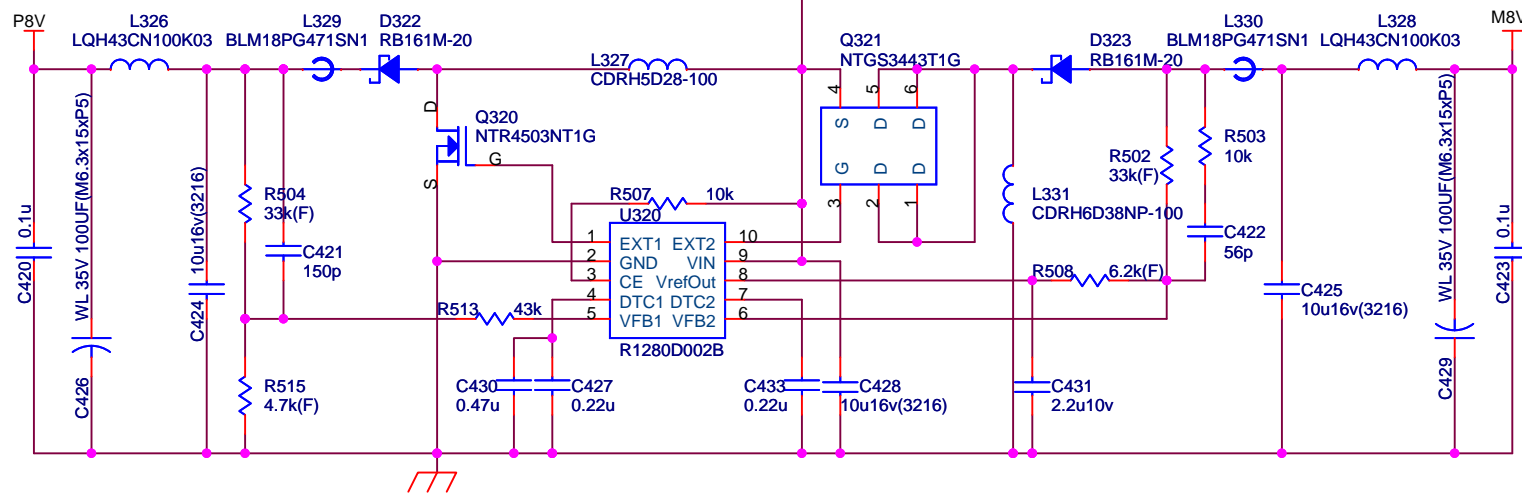 P8V
L326
LQH43CN100K03
L329
BLM18PG471SN1
D322
RB161M-20
L327
CDRH5D28-100
Q321
NTGS3443T1G
D323
RB161M-20
L330
BLM18PG471SN1
L328
LQH43CN100K03
M8V
D
G
S
Q320
NTR4503NT1G
4
5
6
S
D
D
G
D
D
3
2
1
R502
33k(F)
R503
10k
C422
56p
L331
CDRH6D38NP-100
C420
0.1u
C426
WL 35V 100UF(M6.3x15xP5)
C424
10u16v(3216)
R504
33k(F)
C421
150p
R507
10k
U320
1
2
3
4
5
EXT1
GND
CE
DTC1
VFB1
EXT2
VIN
VrefOut
DTC2
VFB2
10
9
8
7
6
R1280D002B
R508
6.2k(F)
R513
43k
R515
4.7k(F)
C430
0.47u
C427
0.22u
C433
0.22u
C428
10u16v(3216)
C431
2.2u10v
C425
10u16v(3216)
C429
WL 35V 100UF(M6.3x15xP5)
C423
0.1u